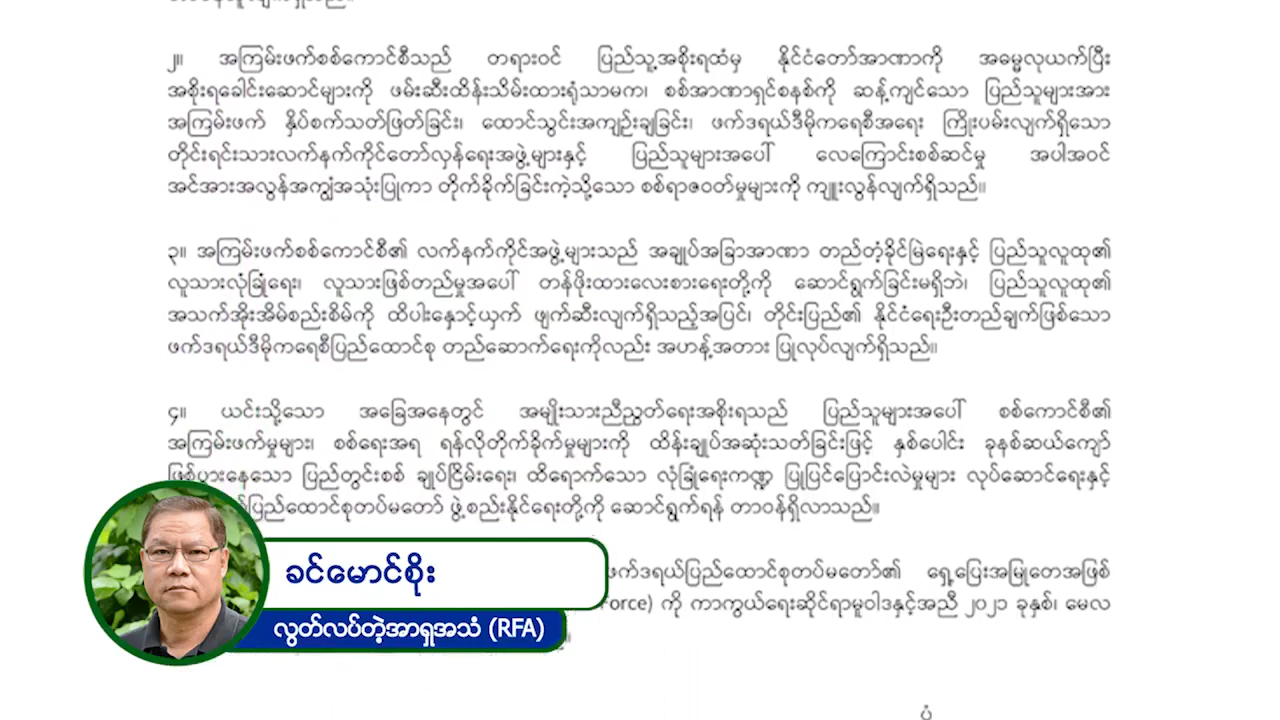 ၂။ အကြမ်းဖက်စစ်ကောင်စီသည် တရားဝင် ပြည်သူ့အစိုးရထံမှ နိုင်ငံတော်အာဏာကို အဓမ္မလုယက်ပြီး
အစိုးရခေါင်းဆောင်များကို ဖမ်းဆီးထိန်းသိမ်းထားရုံသာမက၊ စစ်အာဏာရှင်စနစ်ကို ဆန့်ကျင်သော ပြည်သူများအား
အကြမ်းဖက် နှိပ်စက်သတ်ဖြတ်ခြင်း၊ ထောင်သွင်းအကျဉ်းချခြင်း၊ ဖက်ဒရယ်ဒီမိုကရေစီအရေး ကြိုးပမ်းလျက်ရှိသော
တိုင်းရင်းသားလက်နက်ကိုင်တော်လှန်ရေးအဖွဲ့များနှင့် ပြည်သူများအပေါ် လေကြောင်းစစ်ဆင်မှု အပါအဝင်
အင်အားအလွန်အကျွံအသုံးပြုကာ တိုက်ခိုက်ခြင်းကဲ့သို့သော စစ်ရာဇဝတ်မှုများကို ကျူးလွန်လျက်ရှိသည်။
၃။ အကြမ်းဖက်စစ်ကောင်စီ၏ လက်နက်ကိုင်အဖွဲ့များသည် အချုပ်အခြာအာဏာ တည်တံ့ခိုင်မြဲရေးနှင့် ပြည်သူလူထု၏
လူသားလုံခြုံရေး၊ လူသားဖြစ်တည်မှုအပေါ် တန်ဖိုးထားလေးစားရေးတို့ကို ဆောင်ရွက်ခြင်းမရှိဘဲ၊ ပြည်သူလူထု၏
အသက်အိုးအိမ်စည်းစိမ်ကို ထိပါးနှောင့်ယှက် ဖျက်ဆီးလျက်ရှိသည့်အပြင်၊ တိုင်းပြည်၏ နိုင်ငံရေးဦးတည်ချက်ဖြစ်သော
ဖက်ဒရယ်ဒီမိုကရေစီပြည်ထောင်စု တည်ဆောက်ရေးကိုလည်း အဟန့်အတား ပြုလုပ်လျက်ရှိသည်။
၄။ ယင်းသို့သော အခြေအနေတွင် အမျိုးသားညီညွတ်ရေးအစိုးရသည် ပြည်သူများအပေါ် စစ်ကောင်စီ၏
အကြမ်းဖက်မှုများ၊ စစ်ရေးအရ ရန်လိုတိုက်ခိုက်မှုများကို ထိန်းချုပ်အဆုံးသတ်ခြင်းဖြင့် နှစ်ပေါင်း ခုနစ်ဆယ်ကျော်
ဖြစ်ပွားနေသော ပြည်တွင်းစစ် ချုပ်ငြိမ်းရေး၊ ထိရောက်သော လုံခြုံရေးကဏ္ဍ ပြုပြင်ပြောင်းလဲမှုများ လုပ်ဆောင်ရေးနှင့်
ပြည်ထောင်စုတပ်မတော် ဖွဲ့စည်းနိုင်ရေးတို့ကို ဆောင်ရွက်ရန် တာဝန်ရှိလာသည်။
ဖက်ဒရယ်ပြည်ထောင်စုတပ်မတော်၏ ရှေ့ပြေးအမြုတေအဖြစ်
Force) ကို ကာကွယ်ရေးဆိုင်ရာမူဝါဒနှင့်အညီ ၂၀၂၁ ခုနှစ်၊ မေလ
ခင်မောင်စိုး
လွတ်လပ်တဲ့အာရှအသံ (RFA)
ပုံ